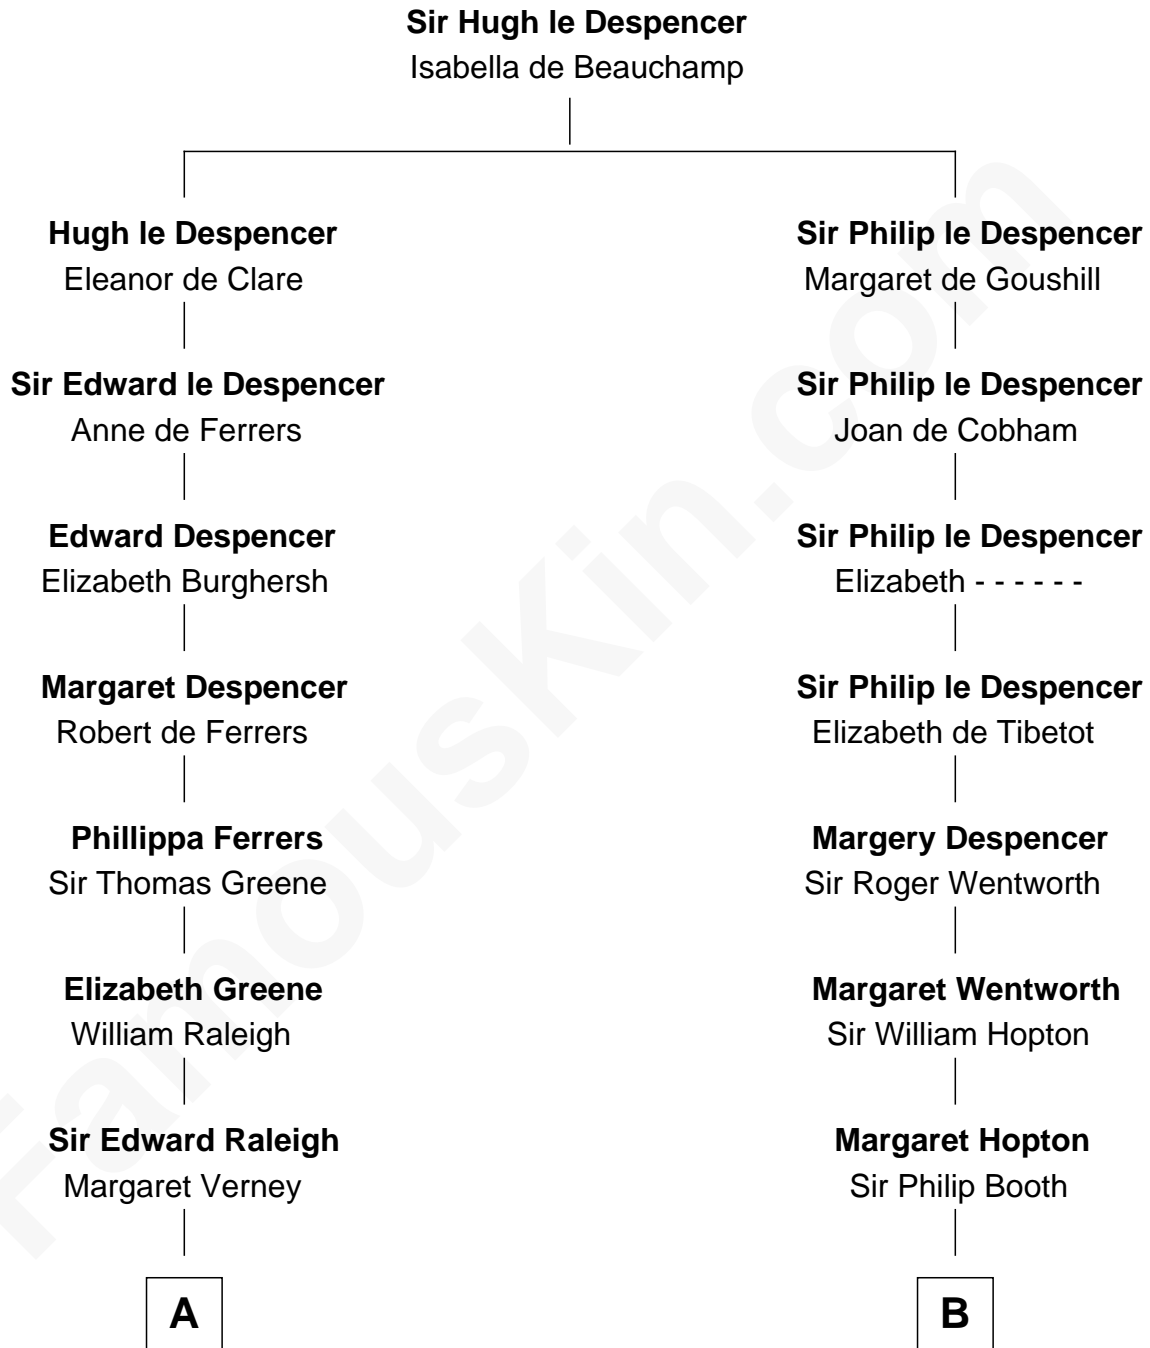 Sir Hugh le Despencer
Isabella de Beauchamp
Hugh le Despencer
Eleanor de Clare
Sir Edward le Despencer
Anne de Ferrers
Edward Despencer
Elizabeth Burghersh
Margaret Despencer
Robert de Ferrers
Phillippa Ferrers
Sir Thomas Greene
Elizabeth Greene
William Raleigh
Sir Edward Raleigh
Margaret Verney
A
Sir Philip le Despencer
Margaret de Goushill
Sir Philip le Despencer
Joan de Cobham
Sir Philip le Despencer
Elizabeth - - - - - -
Sir Philip le Despencer
Elizabeth de Tibetot
Margery Despencer
Sir Roger Wentworth
Margaret Wentworth
Sir William Hopton
Margaret Hopton
Sir Philip Booth
B
FamousKin.com